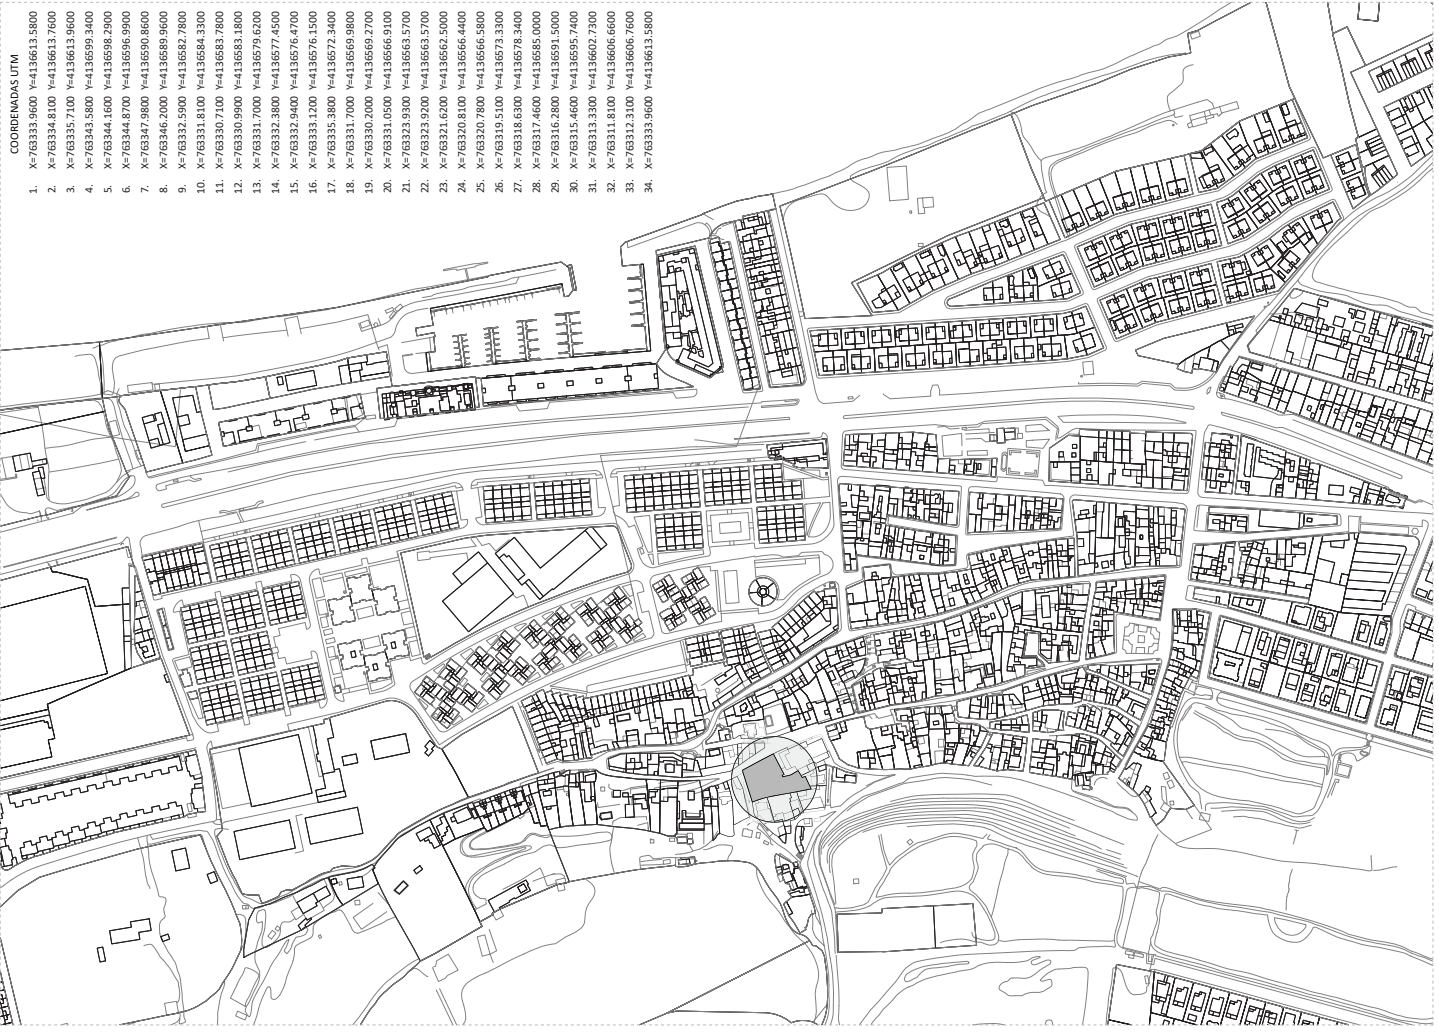 COORDENADAS UTM
1. X=763333.9600 Y=4136613.5800
2. X=763334.8100 Y=4136613.7600
3. X=763335.7100 Y=4136613.9600
4. X=763343.5800 Y=4136599.3400
5. X=763344.1600 Y=4136598.2900
6. X=763344.8700 Y=4136596.9900
7. X=763347.9800 Y=4136590.8600
8. X=763346.2000 Y=4136589.9600
9. X=763332.5900 Y=4136582.7800
10. X=763331.8100 Y=4136584.3300
11. X=763330.7100 Y=4136583.7800
12. X=763330.9900 Y=4136583.1800
13. X=763331.7000 Y=4136579.6200
14. X=763332.3800 Y=4136577.4500
15. X=763332.9400 Y=4136576.4700
16. X=763333.1200 Y=4136576.1500
17. X=763335.3800 Y=4136572.3400
18. X=763331.7000 Y=4136569.9800
19. X=763330.2000 Y=4136569.2700
20. X=763331.0500 Y=4136566.9100
21. X=763323.9300 Y=4136563.5700
22. X=763323.9200 Y=4136563.5700
23. X=763321.6200 Y=4136562.5000
24. X=763320.8100 Y=4136566.4400
25. X=763320.7800 Y=4136566.5800
26. X=763319.5100 Y=4136573.3300
27. X=763318.6300 Y=4136578.3400
28. X=763317.4600 Y=4136585.0000
29. X=763316.2800 Y=4136591.5000
30. X=763315.4600 Y=4136595.7400
31. X=763313.3300 Y=4136602.7300
32. X=763311.8100 Y=4136606.6600
33. X=763312.3100 Y=4136606.7600
34. X=763333.9600 Y=4136613.5800